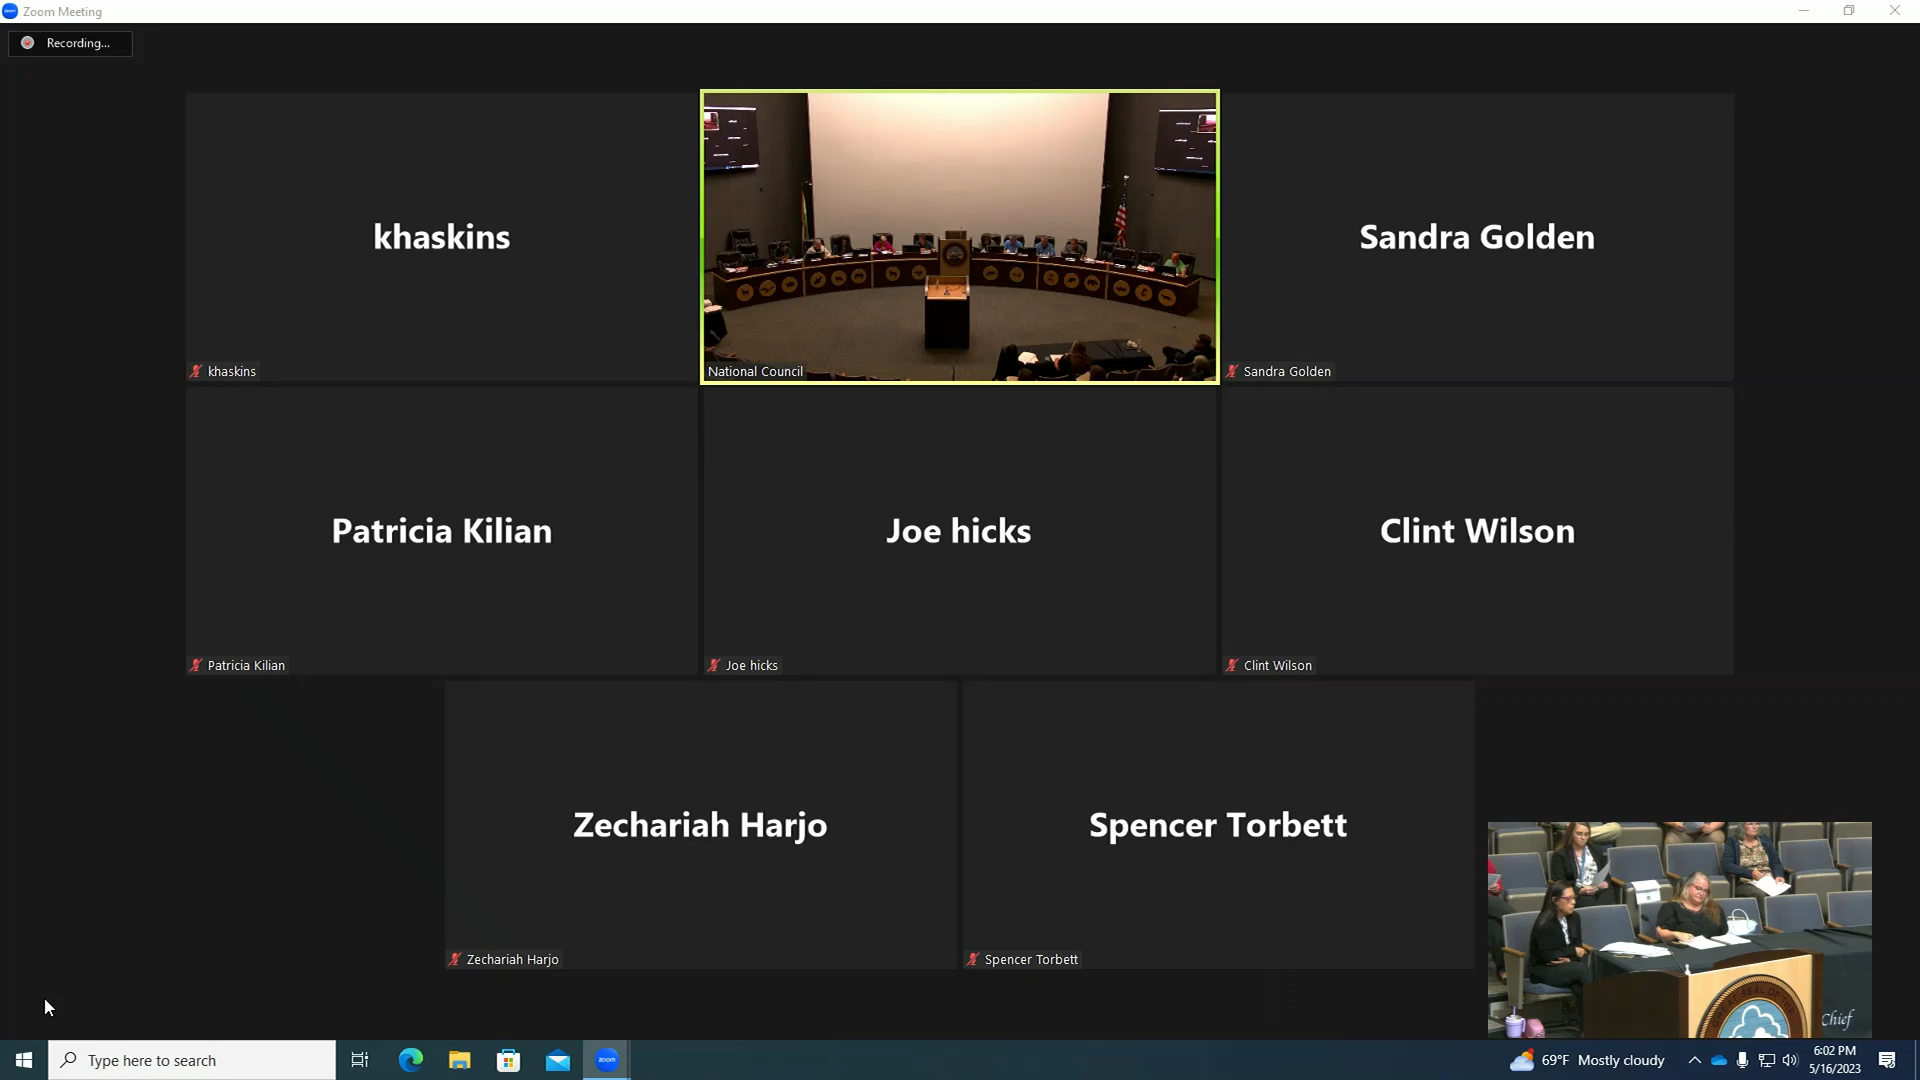 Zoom Meeting
Recording...
khaskins
khaskins
National Council
Sandra Golden
Sandra Golden
Patricia Kilian
Patricia Kilian
Joe hicks
Joe hicks
Clint Wilson
Clint Wilson
Zechariah Harjo
Zechariah Harjo
Spencer Torbett
Spencer Torbett
Chief
Type here to search
zoom
69°F Mostly cloudy
6:02 PM
5/16/2023